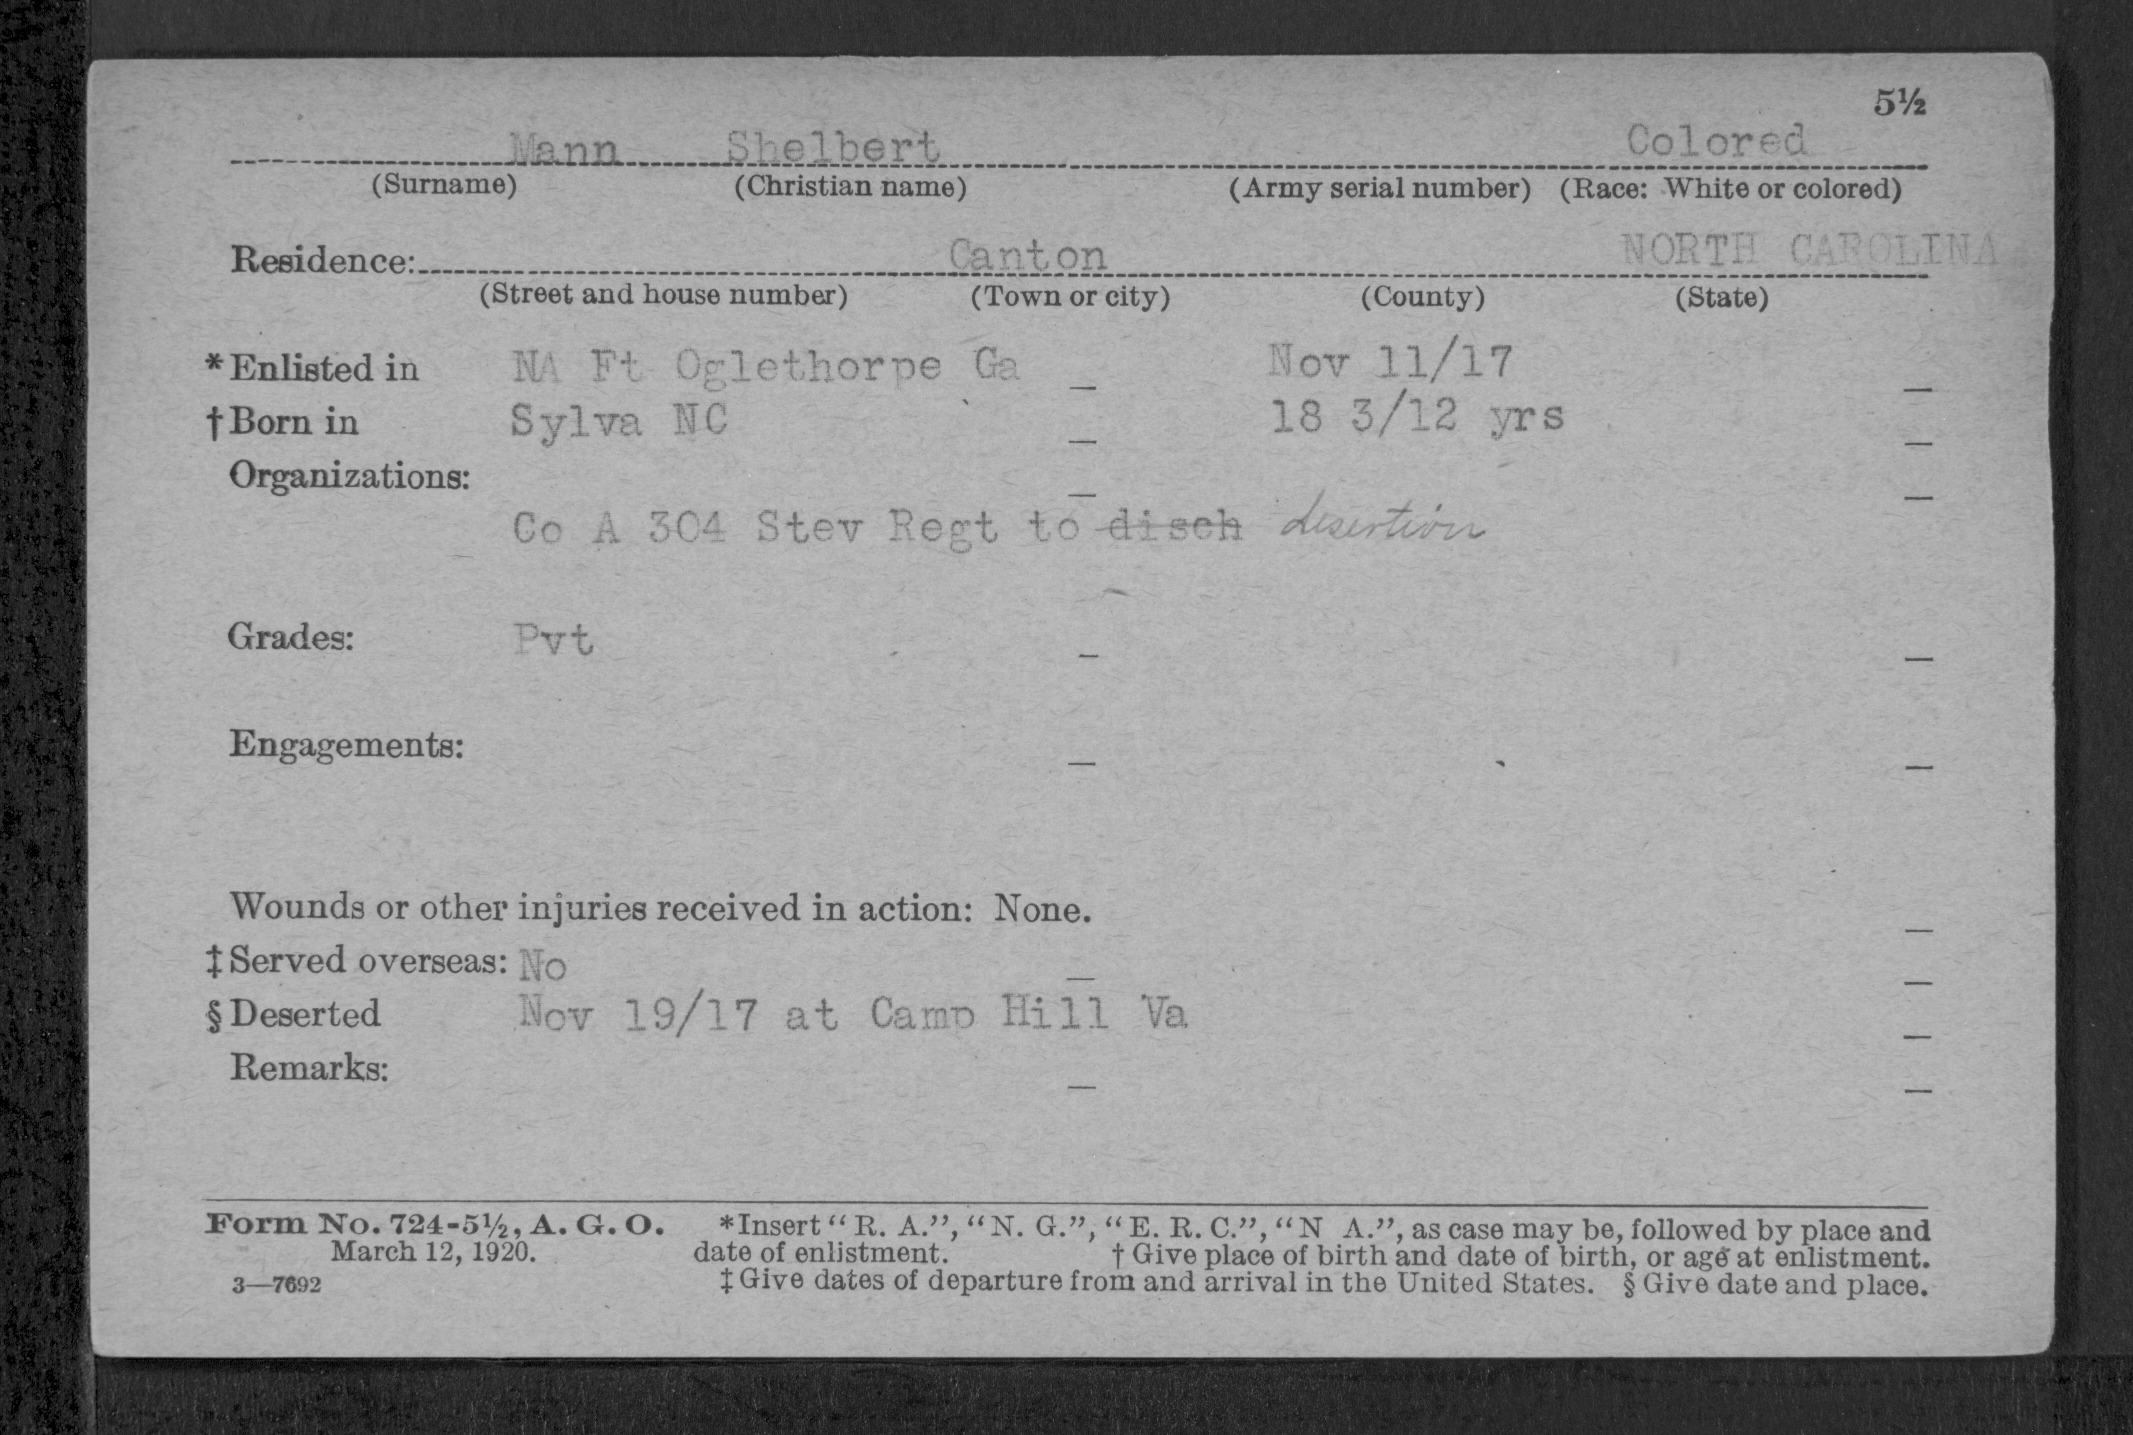 5½
Mann Shelbert Colored
(Surname) (Christian name) (Army serial number) (Race: White or colored)
Residence: Canton NORTH CAROLINA
(Street and house number) (Town or city) (County) (State)
*Enlisted in NA Ft Oglethorpe Ga Nov 11/17
†Born in Sylva NC 18 3/12 yrs
Organizations:
Co A 304 Stev Regt to disch desertion
Grades: Pvt
Engagements:
Wounds or other injuries received in action: None.
‡Served overseas: No
§Deserted Nov 19/17 at Camp Hill Va
Remarks:
Form No. 724-5½, A. G. O. *Insert "R. A.", "N. G.", "E. R. C.", "N A.", as case may be, followed by place and
March 12, 1920. date of enlistment. † Give place of birth and date of birth, or age at enlistment.
3—7692 ‡Give dates of departure from and arrival in the United States. § Give date and place.